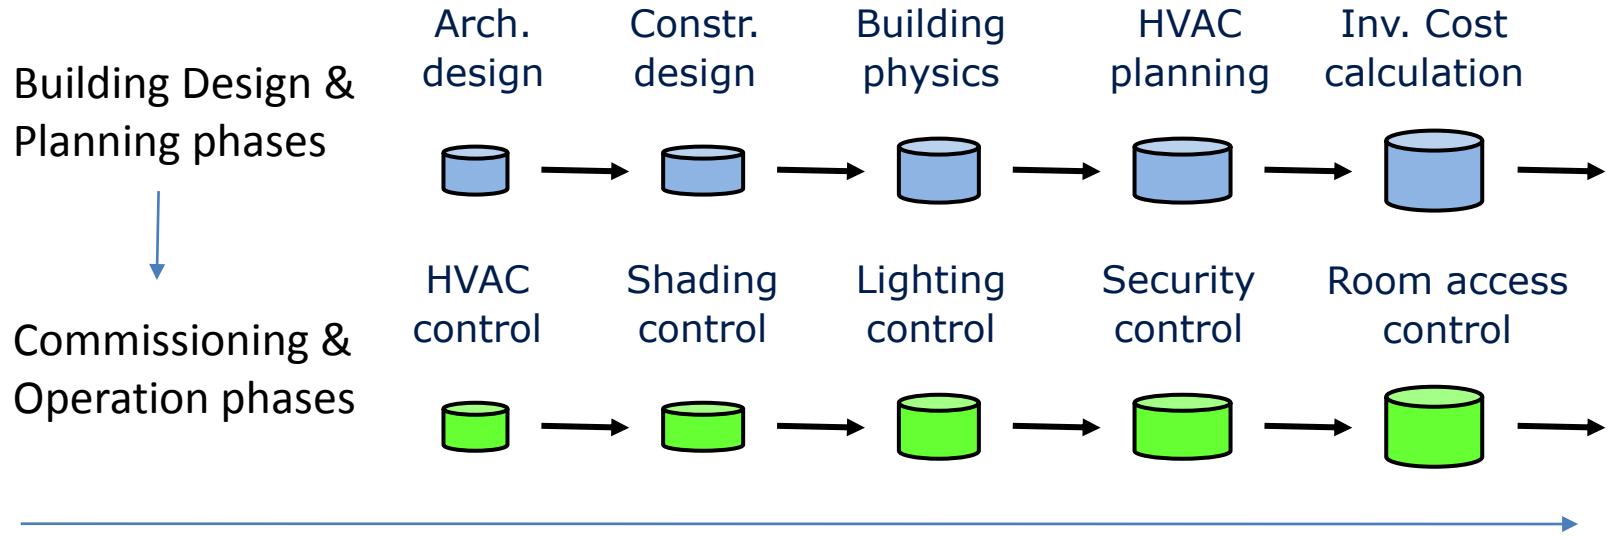 Building Design &
Planning phases
Arch.
design
Constr.
design
Building
physics
HVAC
planning
Inv. Cost
calculation
Commissioning &
Operation phases
HVAC
control
Shading
control
Lighting
control
Security
control
Room access
control